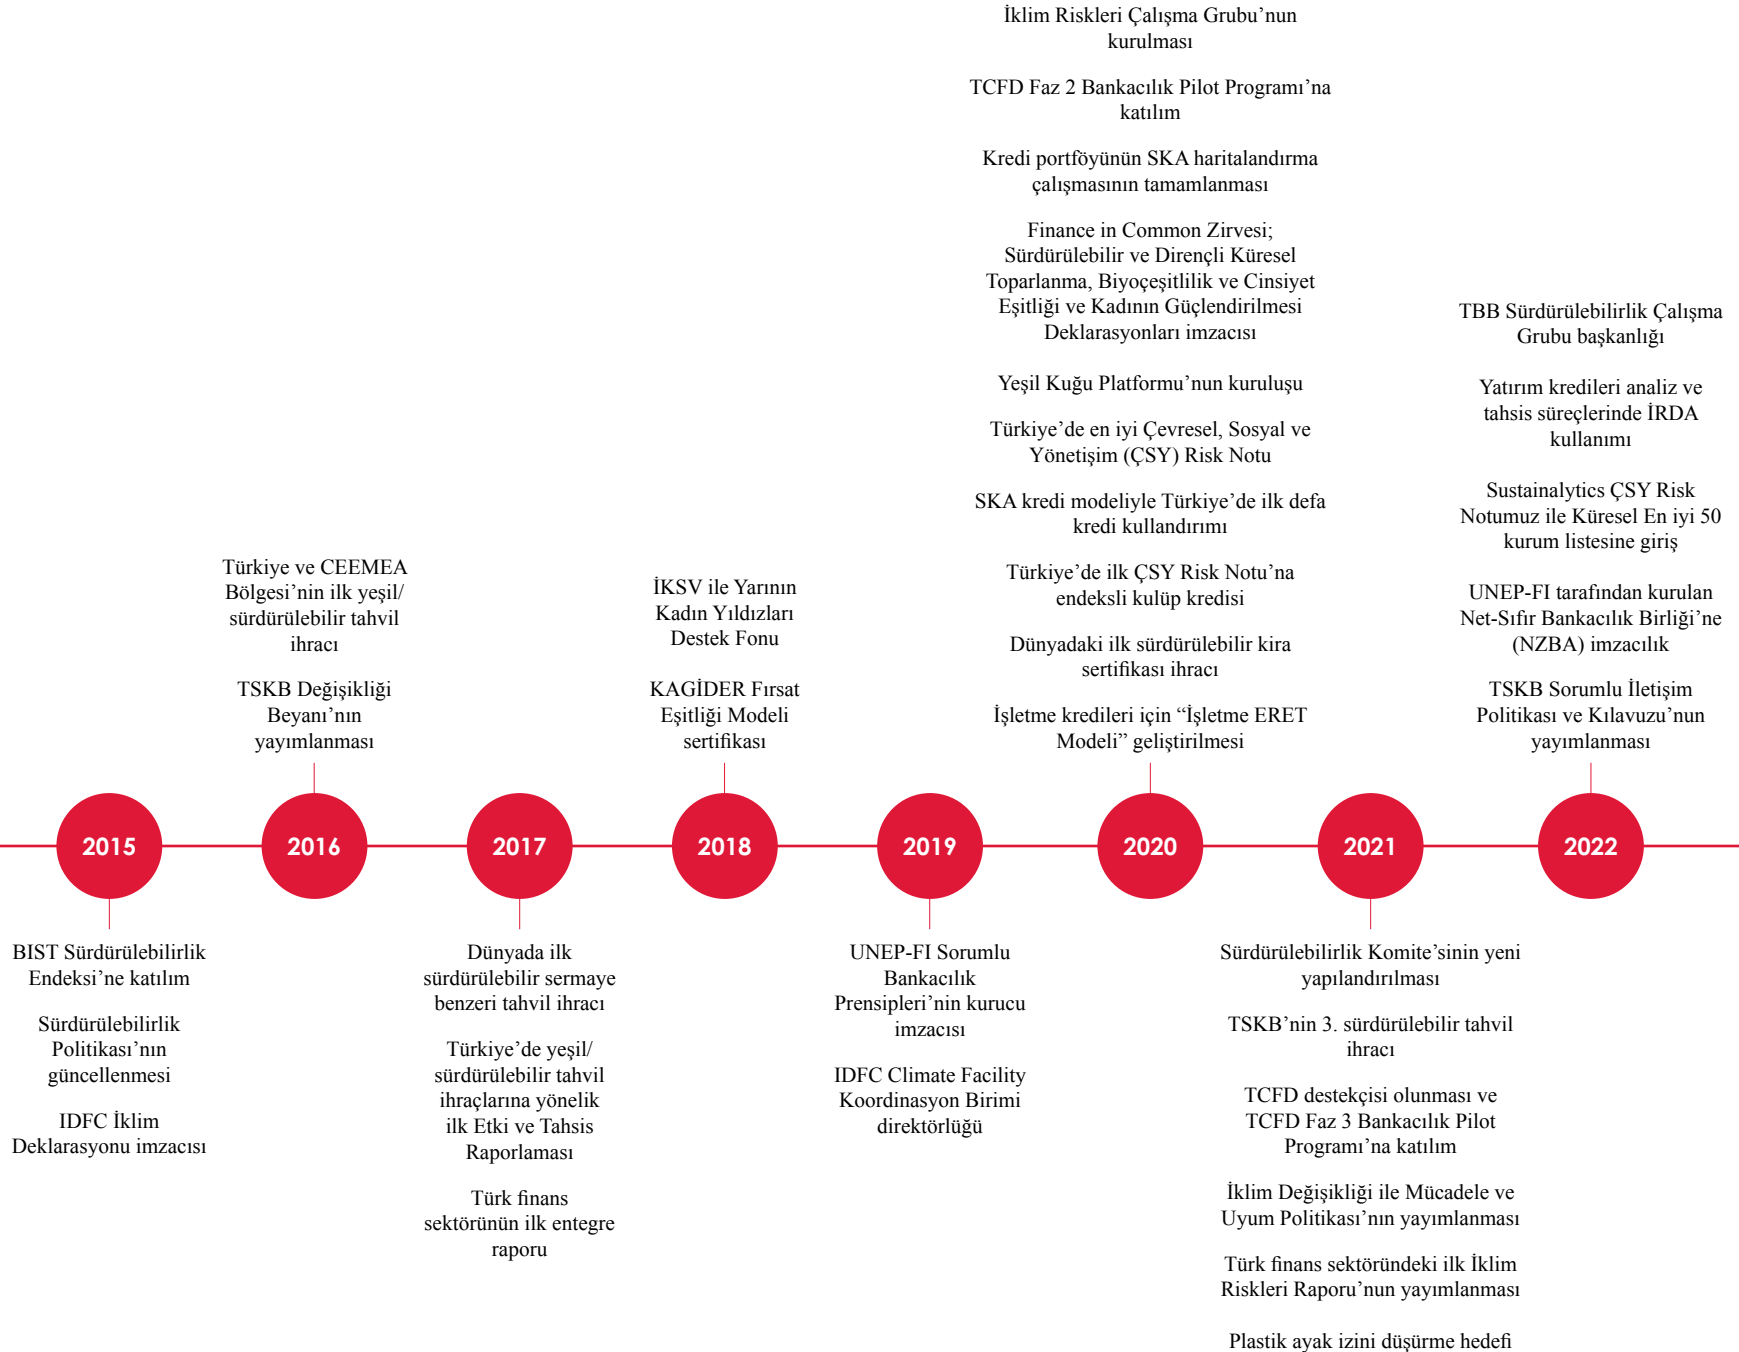 İklim Riskleri Çalışma Grubu’nun
kurulması
TCFD Faz 2 Bankacılık Pilot Programı’na
katılım
Kredi portföyünün SKA haritalandırma
çalışmasının tamamlanması
Finance in Common Zirvesi;
Sürdürülebilir ve Dirençli Küresel
Toparlanma, Biyoçeşitlilik ve Cinsiyet
Eşitliği ve Kadının Güçlendirilmesi
Deklarasyonları imzacısı
Yeşil Kuğu Platformu’nun kuruluşu
Türkiye’de en iyi Çevresel, Sosyal ve
Yönetişim (ÇSY) Risk Notu
SKA kredi modeliyle Türkiye’de ilk defa
kredi kullandırımı
Türkiye’de ilk ÇSY Risk Notu’na
endeksli kulüp kredisi
Dünyadaki ilk sürdürülebilir kira
sertifikası ihracı
İşletme kredileri için “İşletme ERET
Modeli” geliştirilmesi
TBB Sürdürülebilirlik Çalışma
Grubu başkanlığı
Yatırım kredileri analiz ve
tahsis süreçlerinde İRDA
kullanımı
Sustainalytics ÇSY Risk
Notumuz ile Küresel En iyi 50
kurum listesine giriş
UNEP-FI tarafından kurulan
Net-Sıfır Bankacılık Birliği’ne
(NZBA) imzacılık
TSKB Sorumlu İletişim
Politikası ve Kılavuzu’nun
yayımlanması
Türkiye ve CEEMEA
Bölgesi’nin ilk yeşil/
sürdürülebilir tahvil
ihracı
TSKB Değişikliği
Beyanı’nın
yayımlanması
İKSV ile Yarının
Kadın Yıldızları
Destek Fonu
KAGİDER Fırsat
Eşitliği Modeli
sertifikası
2015
2016
2017
2018
2019
2020
2021
2022
BIST Sürdürülebilirlik
Endeksi’ne katılım
Sürdürülebilirlik
Politikası’nın
güncellenmesi
IDFC İklim
Deklarasyonu imzacısı
Dünyada ilk
sürdürülebilir sermaye
benzeri tahvil ihracı
Türkiye’de yeşil/
sürdürülebilir tahvil
ihraçlarına yönelik
ilk Etki ve Tahsis
Raporlaması
Türk finans
sektörünün ilk entegre
raporu
UNEP-FI Sorumlu
Bankacılık
Prensipleri’nin kurucu
imzacısı
IDFC Climate Facility
Koordinasyon Birimi
direktörlüğü
Sürdürülebilirlik Komite’sinin yeni
yapılandırılması
TSKB’nin 3. sürdürülebilir tahvil
ihracı
TCFD destekçisi olunması ve
TCFD Faz 3 Bankacılık Pilot
Programı’na katılım
İklim Değişikliği ile Mücadele ve
Uyum Politikası’nın yayımlanması
Türk finans sektöründeki ilk İklim
Riskleri Raporu’nun yayımlanması
Plastik ayak izini düşürme hedefi